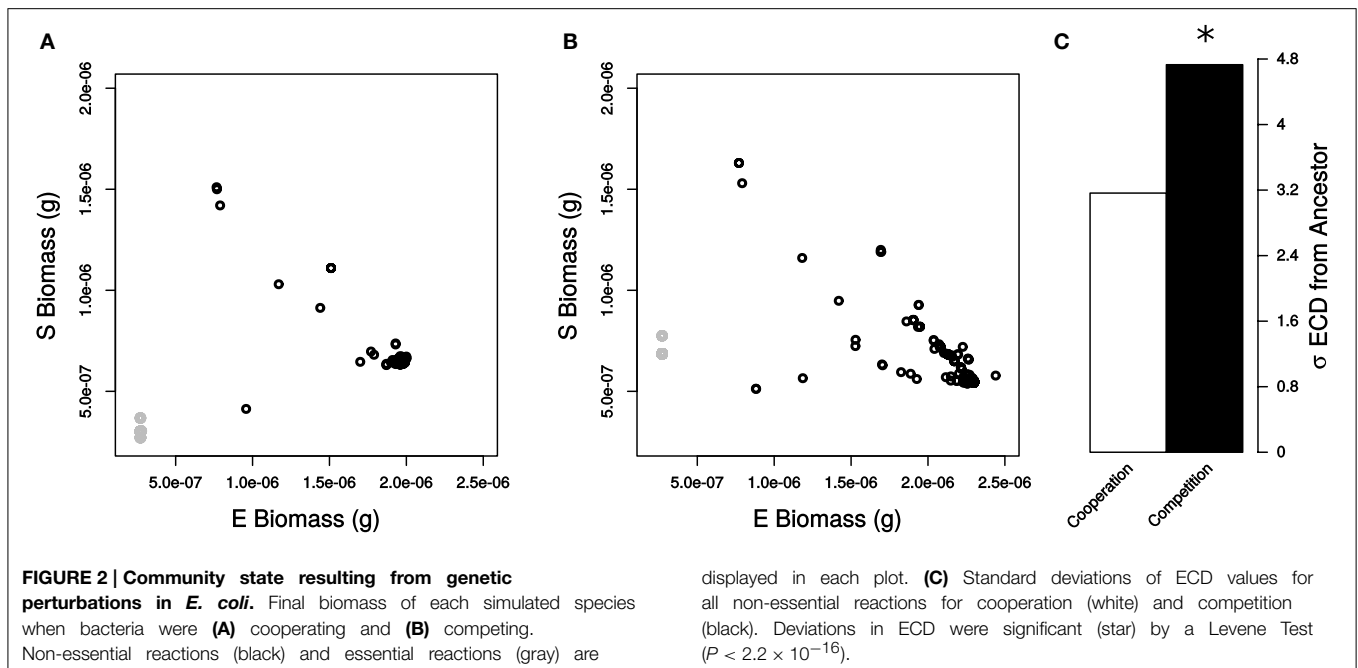 A
B
C
*
2.0e-06
1.5e-06
1.0e-06
5.0e-07
S Biomass (g)
5.0e-07 1.0e-06 1.5e-06 2.0e-06 2.5e-06
E Biomass (g)
2.0e-06
1.5e-06
1.0e-06
5.0e-07
S Biomass (g)
5.0e-07 1.0e-06 1.5e-06 2.0e-06 2.5e-06
E Biomass (g)
4.8
4
3.2
2.4
1.6
0.8
0
σ ECD from Ancestor
Cooperation
Competition
FIGURE 2 | Community state resulting from genetic
perturbations in E. coli. Final biomass of each simulated species
when bacteria were (A) cooperating and (B) competing.
Non-essential reactions (black) and essential reactions (gray) are
displayed in each plot. (C) Standard deviations of ECD values for
all non-essential reactions for cooperation (white) and competition
(black). Deviations in ECD were significant (star) by a Levene Test
(P < 2.2 × 10⁻¹⁶).